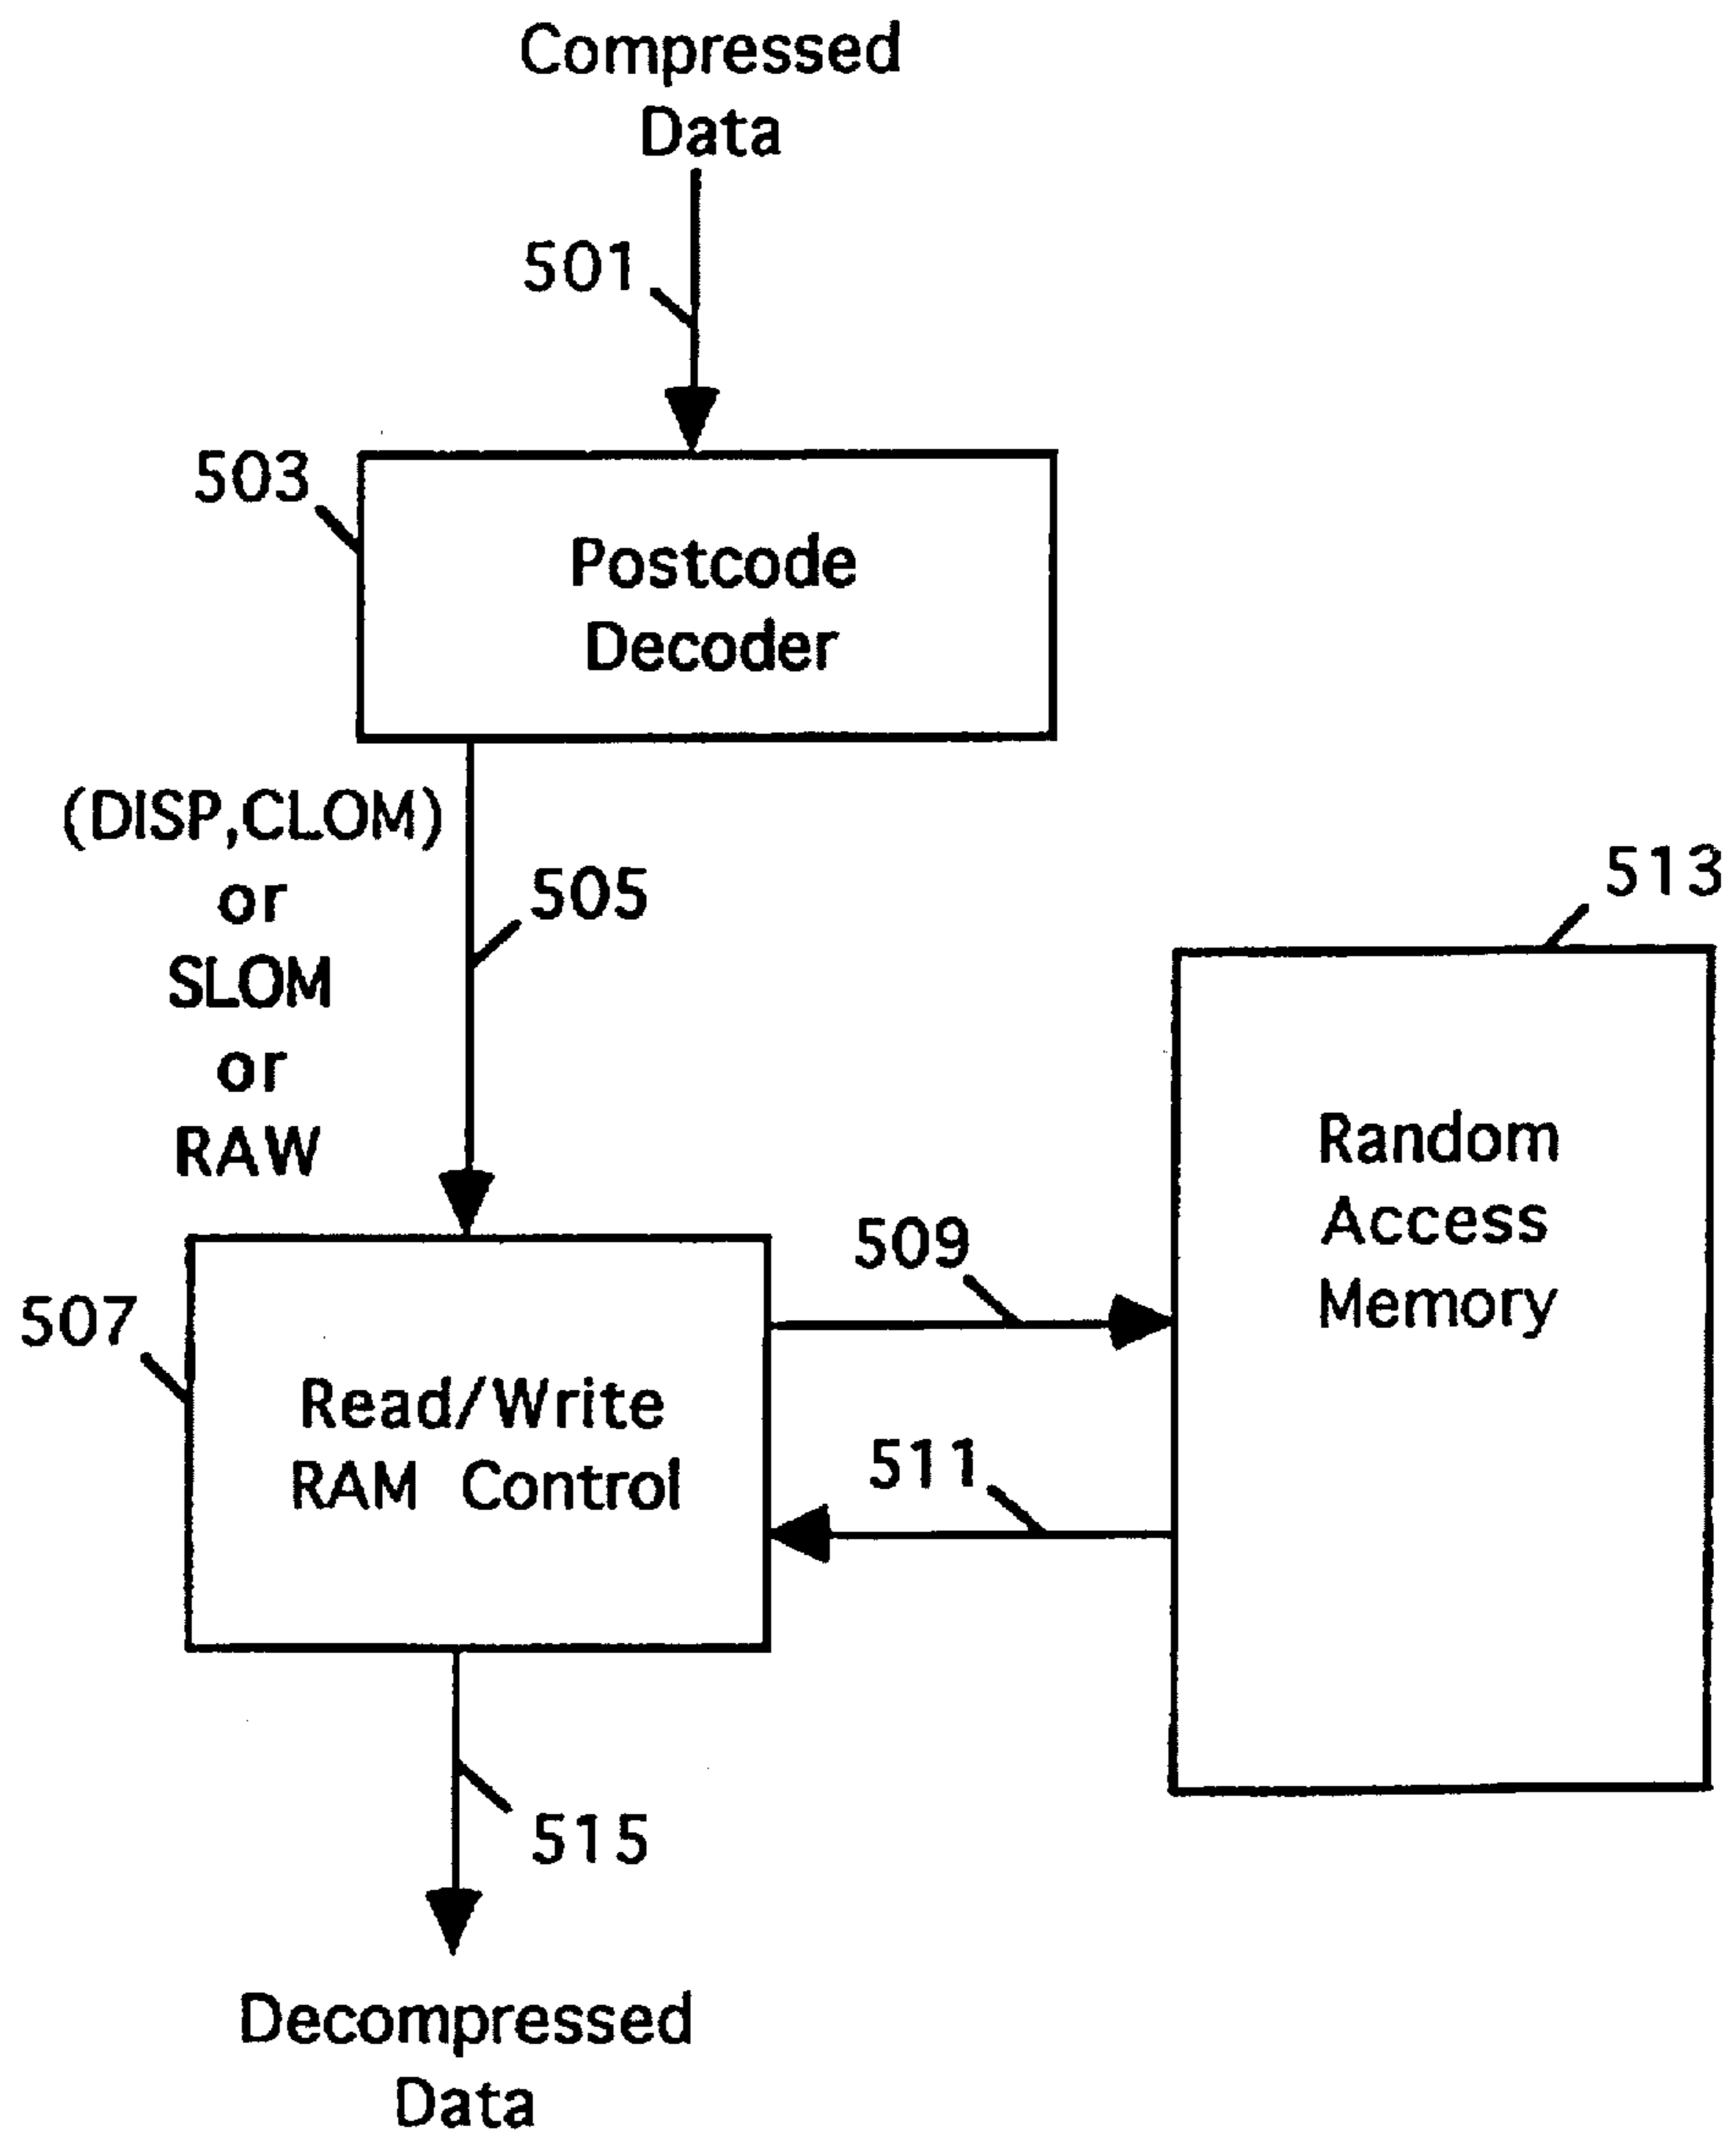 Compressed
Data
501
503
Postcode
Decoder
(DISP,CLOM)
or
SLOM
or
RAW
505
513
Random
Access
Memory
509
507
Read/Write
RAM Control
511
515
Decompressed
Data